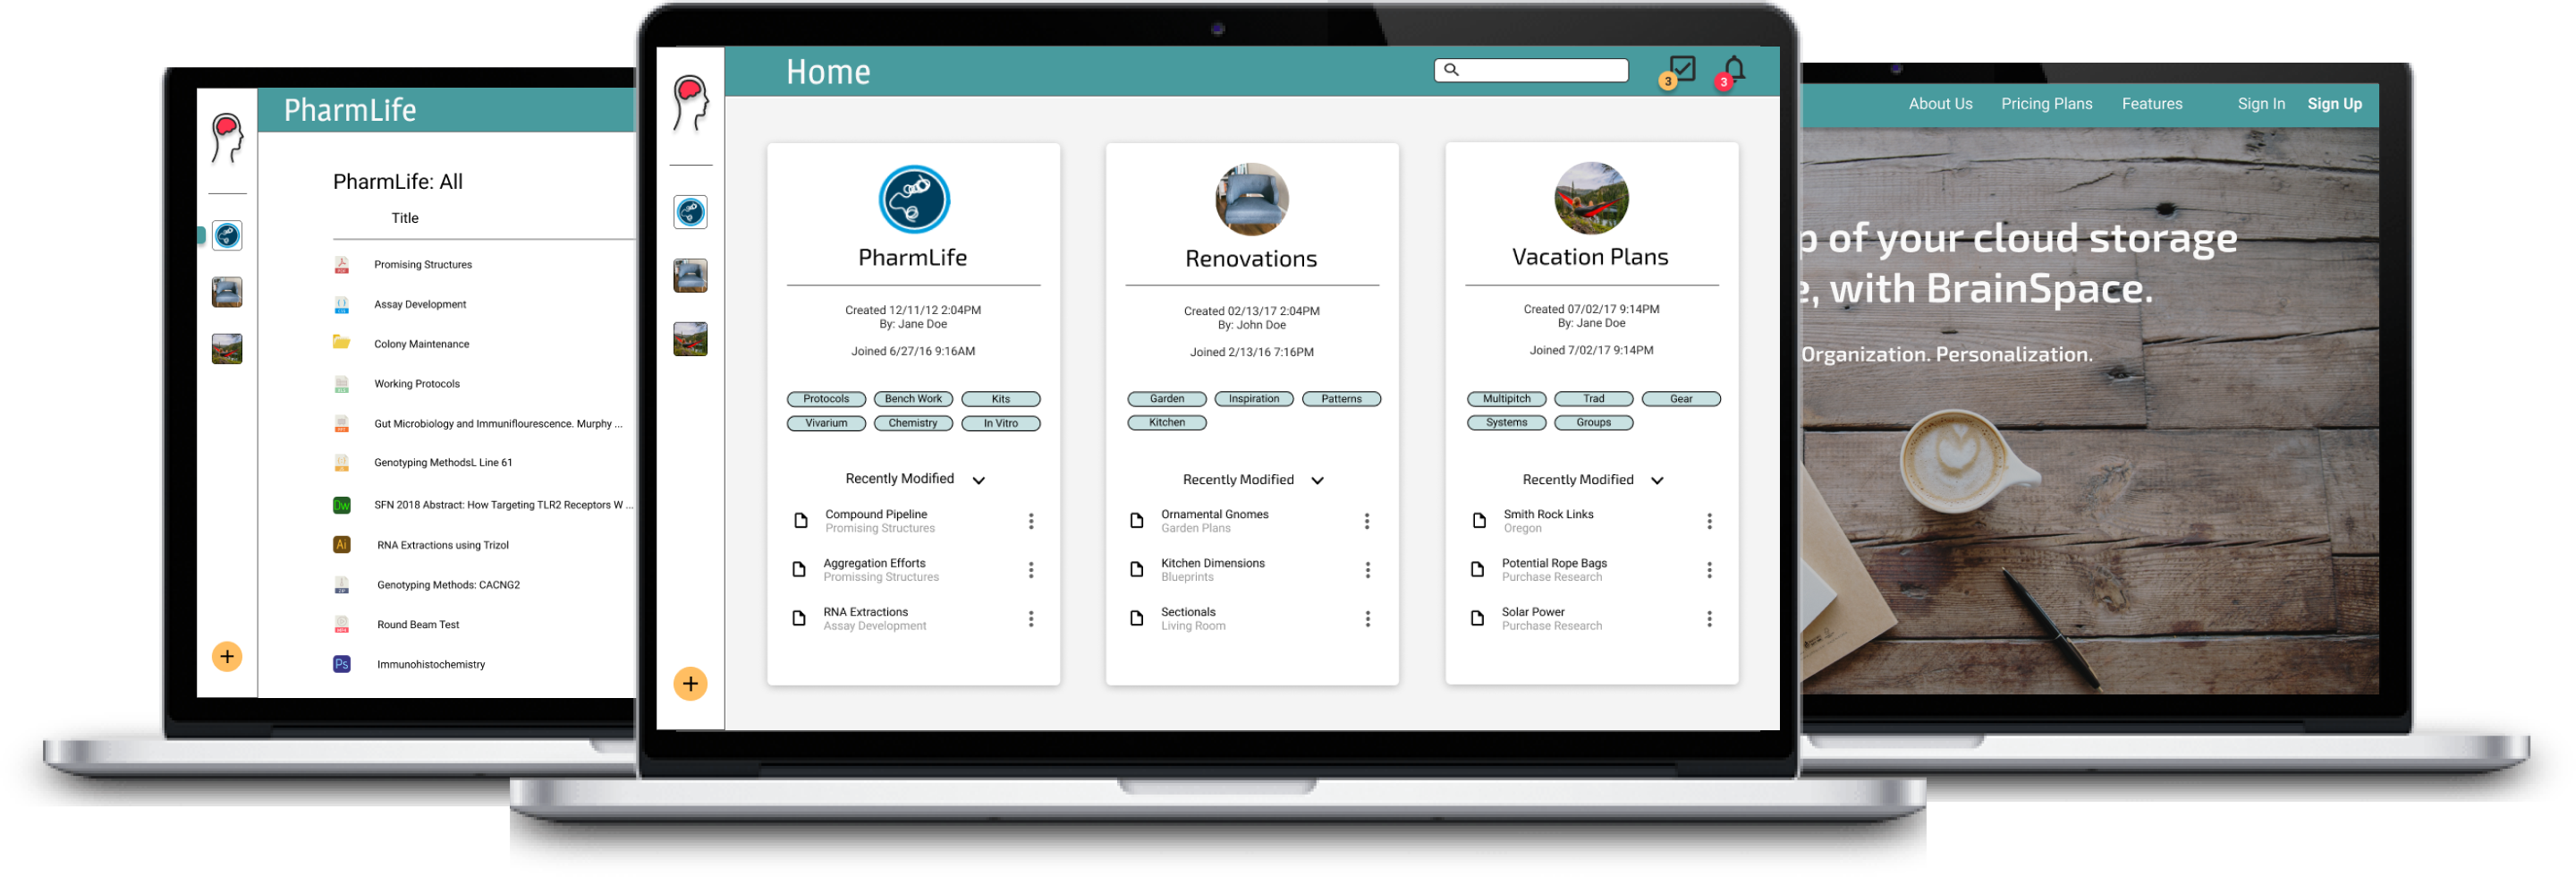 PharmLife
PharmLife: All
Title
Promising Structures
Assay Development
Colony Maintenance
Working Protocols
Gut Microbiology and Immuniflourescence. Murphy ...
Genotyping MethodsL Line 61
SFN 2018 Abstract: How Targeting TLR2 Receptors W ...
Dw
RNA Extractions using Trizol
Ai
Genotyping Methods: CACNG2
Round Beam Test
Immunohistochemistry
Ps
+
Home
3
3
PharmLife
Created 12/11/12 2:04PM
By: Jane Doe
Joined 6/27/16 9:16AM
Protocols Bench Work Kits
Vivarium Chemistry In Vitro
Recently Modified
Compound Pipeline
Promising Structures
Aggregation Efforts
Promissing Structures
RNA Extractions
Assay Development
Renovations
Created 02/13/17 2:04PM
By: John Doe
Joined 2/13/16 7:16PM
Garden Inspiration Patterns
Kitchen
Recently Modified
Ornamental Gnomes
Garden Plans
Kitchen Dimensions
Blueprints
Sectionals
Living Room
Vacation Plans
Created 07/02/17 9:14PM
By: Jane Doe
Joined 7/02/17 9:14PM
Multipitch Trad Gear
Systems Groups
Recently Modified
Smith Rock Links
Oregon
Potential Rope Bags
Purchase Research
Solar Power
Purchase Research
+
About Us Pricing Plans Features Sign In Sign Up
p of your cloud storage
e, with BrainSpace.
Organization. Personalization.